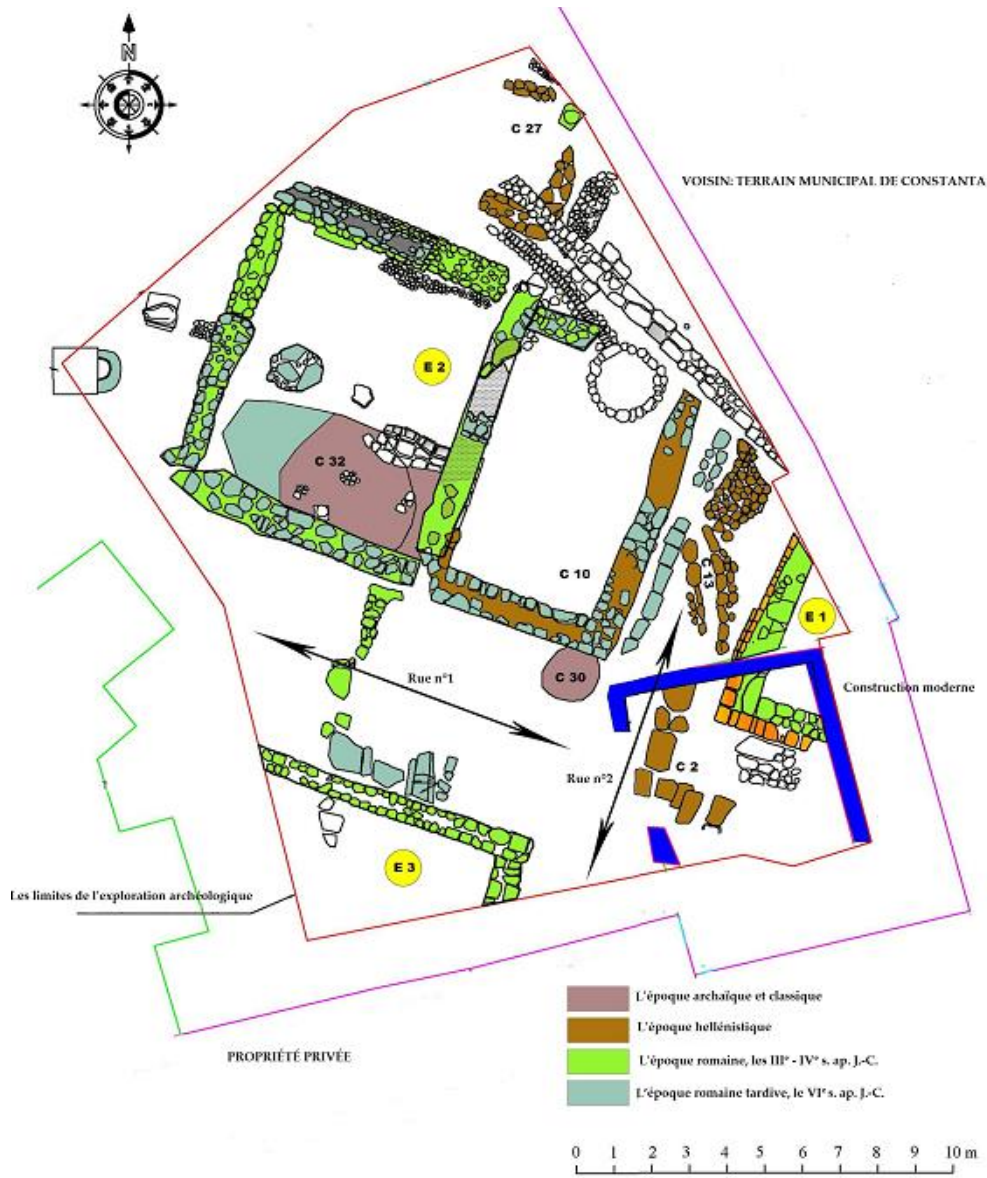 N
C 27
VOISIN: TERRAIN MUNICIPAL DE CONSTANTA
E 2
C 32
C 10
C 13
E 1
C 30
Rue n°1
Construction moderne
Rue n°2
C 2
E 3
Les limites de l'exploration archéologique
L'époque archaïque et classique
L'époque hellénistique
PROPRIÉTÉ PRIVÉE
L'époque romaine, les IIIᵉ - IVᵉ s. ap. J.-C.
L'époque romaine tardive, le VIᵉ s. ap. J.-C.
0 1 2 3 4 5 6 7 8 9 10 m